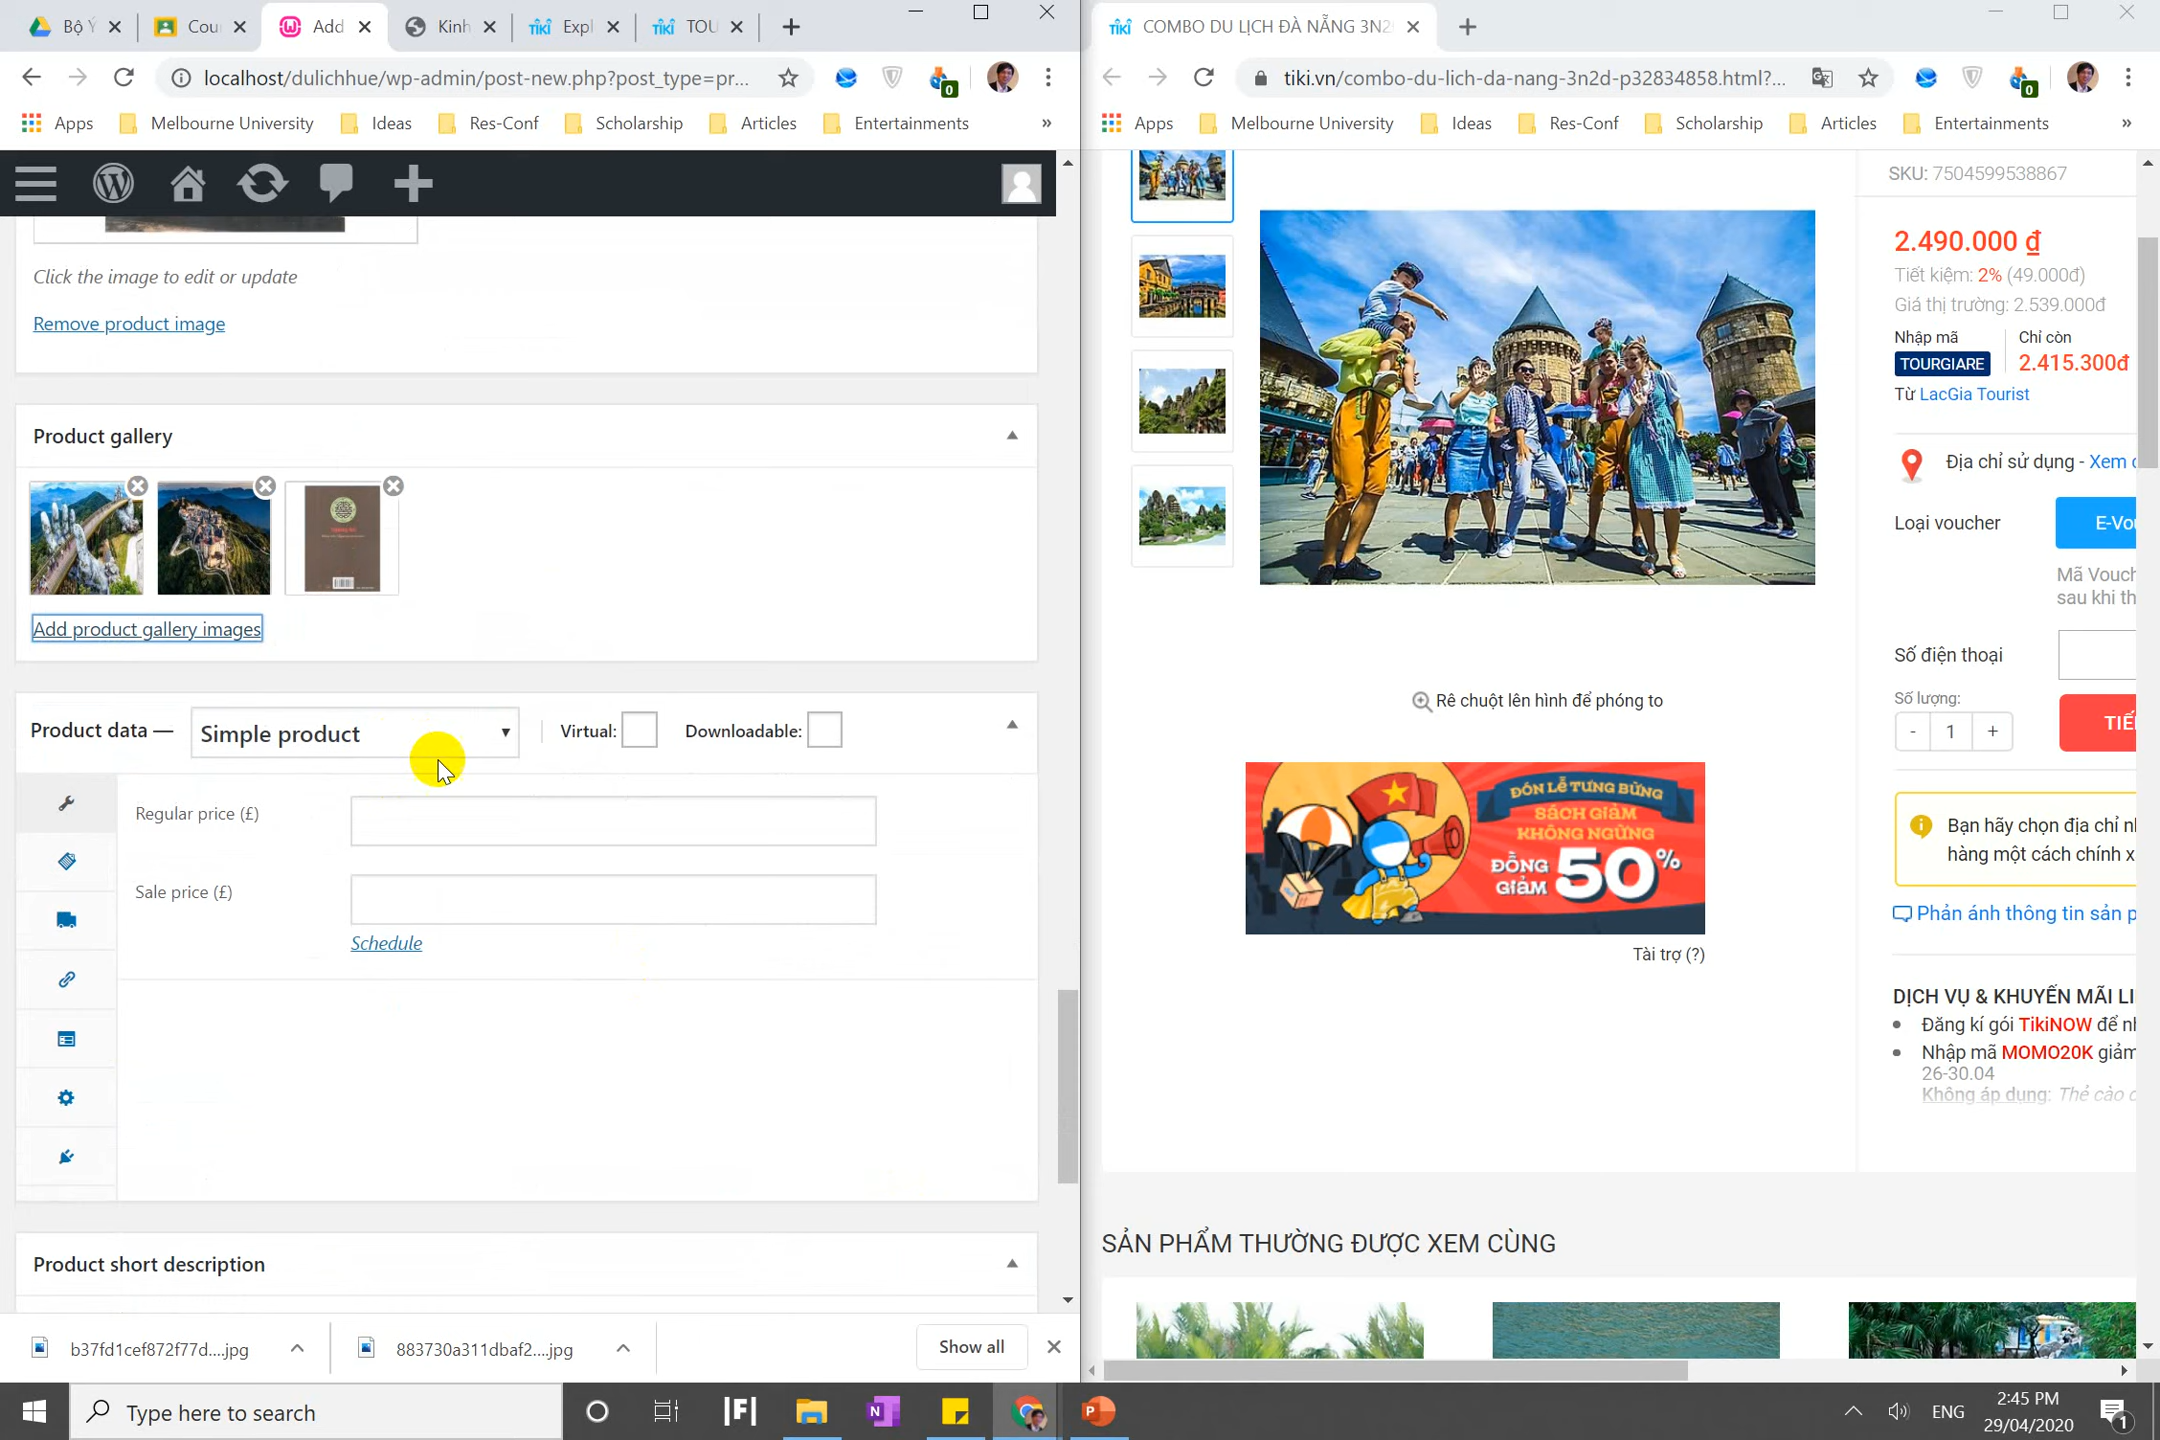 Bộ Ý
Cour
Add
Kinh
TIKI Expl
TIKI TOU
localhost/dulichhue/wp-admin/post-new.php?post_type=pr...
0
Apps
Melbourne University
Ideas
Res-Conf
Scholarship
Articles
Entertainments
»
Click the image to edit or update
Remove product image
Product gallery
Add product gallery images
Product data —
Simple product
Virtual:
Downloadable:
Regular price (£)
Sale price (£)
Schedule
Product short description
b37fd1cef872f77d....jpg
883730a311dbaf2....jpg
Show all
TIKI COMBO DU LỊCH ĐÀ NẴNG 3N2
tiki.vn/combo-du-lich-da-nang-3n2d-p32834858.html?...
0
Apps
Melbourne University
Ideas
Res-Conf
Scholarship
Articles
Entertainments
»
SKU: 7504599538867
2.490.000 ₫
Tiết kiệm: 2% (49.000đ)
Giá thị trường: 2.539.000đ
Nhập mã
Chỉ còn
TOURGIARE
2.415.300đ
Từ LacGia Tourist
Địa chỉ sử dụng - Xem
Loại voucher
E-Vou
Mã Vouch
sau khi th
Số điện thoại
Số lượng:
- 1 +
TIẾ
Rê chuột lên hình để phóng to
ĐÓN LỄ TƯNG BỪNG
SÁCH GIẢM
KHÔNG NGỪNG
ĐỒNG
GIẢM
50%
Tài trợ (?)
Bạn hãy chọn địa chỉ nh
hàng một cách chính x
Phản ánh thông tin sản p
DỊCH VỤ & KHUYẾN MÃI LI
Đăng kí gói TikiNOW để nh
Nhập mã MOMO20K giảm
26-30.04
Không áp dụng: Thẻ cào
SẢN PHẨM THƯỜNG ĐƯỢC XEM CÙNG
Type here to search
|F|
N
P
ENG
2:45 PM
29/04/2020
1